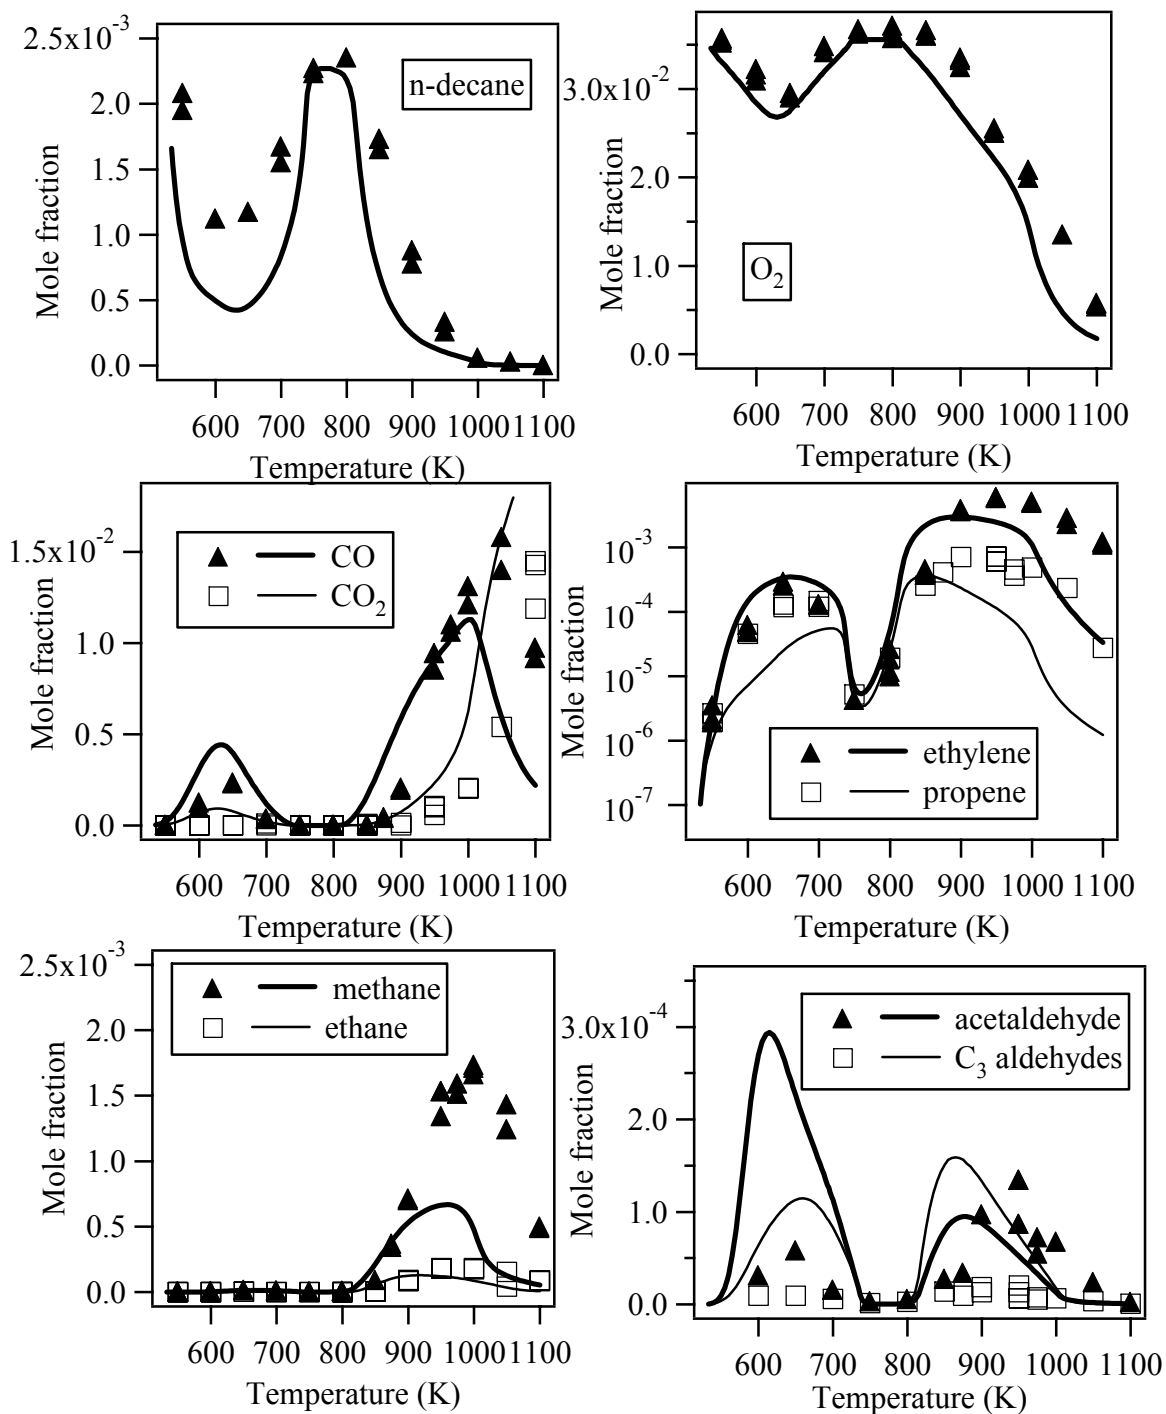 2.5x10⁻³
2.0
1.5
1.0
0.5
0.0
Mole fraction
n-decane
600 700 800 900 1000 1100
Temperature (K)
3.0x10⁻²
2.0
1.0
0.0
Mole fraction
O₂
600 700 800 900 1000 1100
Temperature (K)
1.5x10⁻²
1.0
0.5
0.0
Mole fraction
CO
CO₂
600 700 800 900 1000 1100
Temperature (K)
10⁻³
10⁻⁴
10⁻⁵
10⁻⁶
10⁻⁷
Mole fraction
ethylene
propene
600 700 800 900 1000 1100
Temperature (K)
2.5x10⁻³
2.0
1.5
1.0
0.5
0.0
Mole fraction
methane
ethane
600 700 800 900 1000 1100
Temperature (K)
3.0x10⁻⁴
2.0
1.0
0.0
Mole fraction
acetaldehyde
C₃ aldehydes
600 700 800 900 1000 1100
Temperature (K)